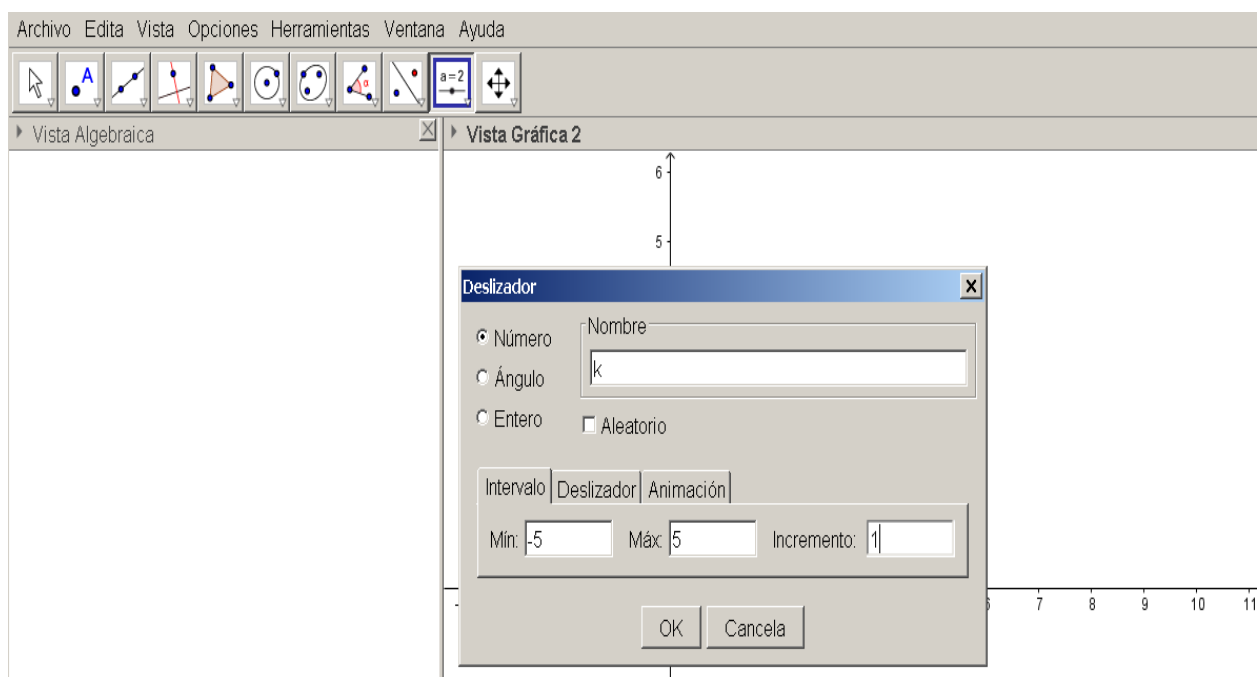 Archivo Edita Vista Opciones Herramientas Ventana Ayuda
A α a=2
Vista Algebraica
Vista Gráfica 2
6
5
Deslizador
Número
Nombre
k
Ángulo
Entero
Aleatorio
Intervalo Deslizador Animación
Mín: -5 Máx: 5 Incremento: 1
6 7 8 9 10 11
OK Cancela